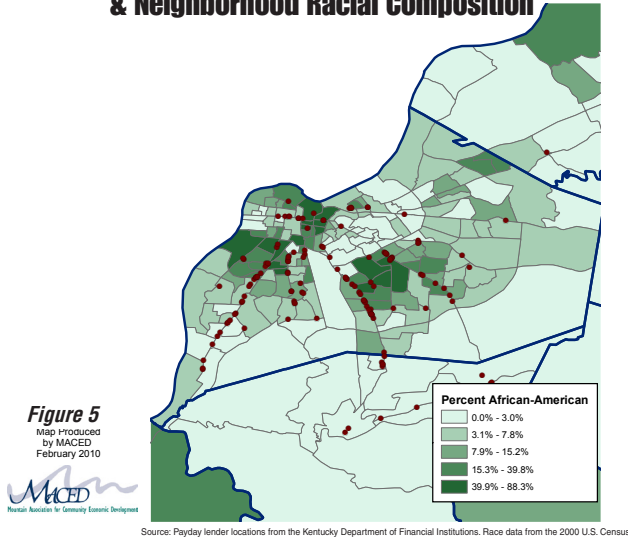 & Neighborhood Racial Composition
Percent African-American
0.0% - 3.0%
3.1% - 7.8%
7.9% - 15.2%
15.3% - 39.8%
39.9% - 88.3%
Figure 5
Map Produced
by MACED
February 2010
MACED
Mountain Association for Community Economic Development
Source: Payday lender locations from the Kentucky Department of Financial Institutions. Race data from the 2000 U.S. Census